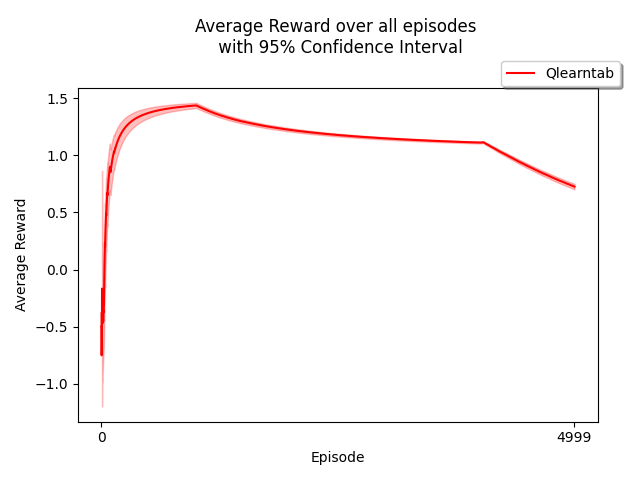 Average Reward over all episodes
with 95% Confidence Interval
Qlearntab
1.5
1.0
0.5
0.0
−0.5
−1.0
Average Reward
0
4999
Episode